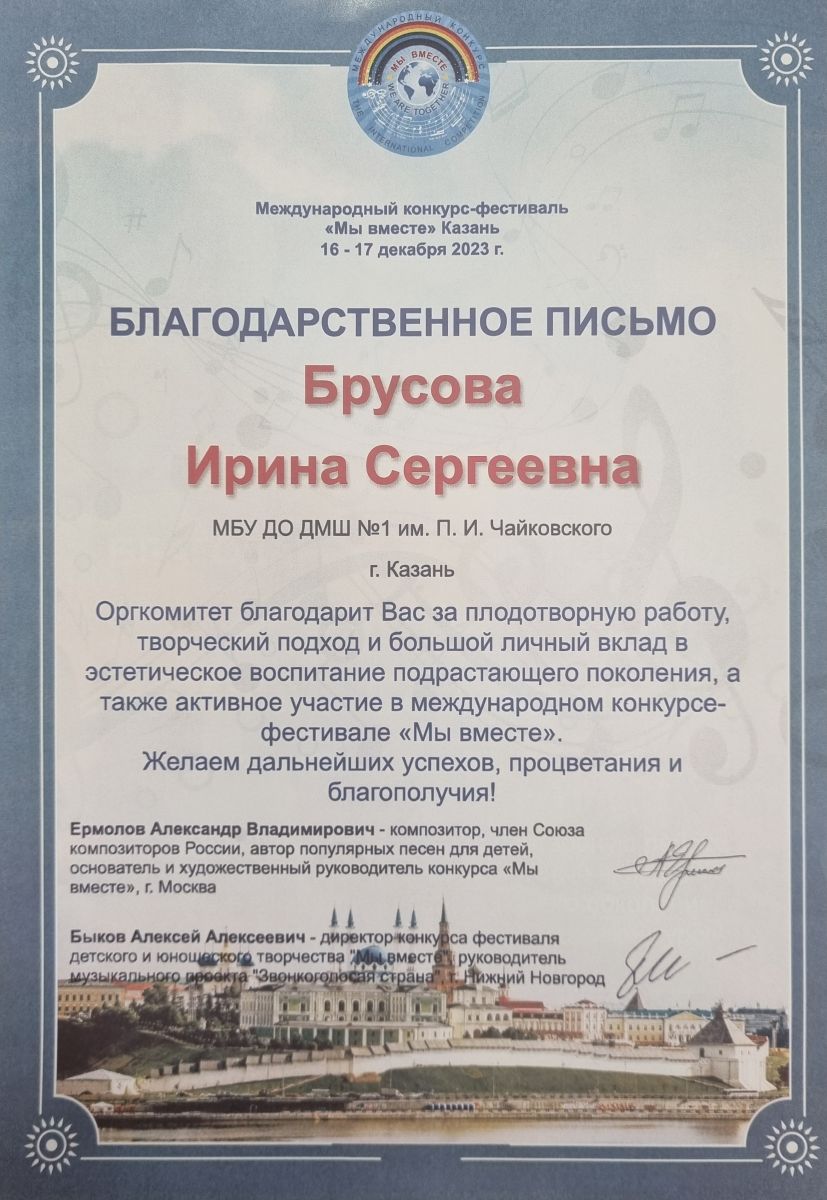 МЕЖДУНАРОДНЫЙ КОНКУРС
МЫ ВМЕСТЕ
WE ARE TOGETHER
THE INTERNATIONAL COMPETITION
Международный конкурс-фестиваль
«Мы вместе» Казань
16 - 17 декабря 2023 г.
БЛАГОДАРСТВЕННОЕ ПИСЬМО
Брусова
Ирина Сергеевна
МБУ ДО ДМШ №1 им. П. И. Чайковского
г. Казань
Оргкомитет благодарит Вас за плодотворную работу,
творческий подход и большой личный вклад в
эстетическое воспитание подрастающего поколения, а
также активное участие в международном конкурсе-
фестивале «Мы вместе».
Желаем дальнейших успехов, процветания и
благополучия!
Ермолов Александр Владимирович - композитор, член Союза
композиторов России, автор популярных песен для детей,
основатель и художественный руководитель конкурса «Мы
вместе», г. Москва
Быков Алексей Алексеевич - директор конкурса фестиваля
детского и юношеского творчества "Мы вместе", руководитель
музыкального проекта "Звонкоголосая страна" г. Нижний Новгород